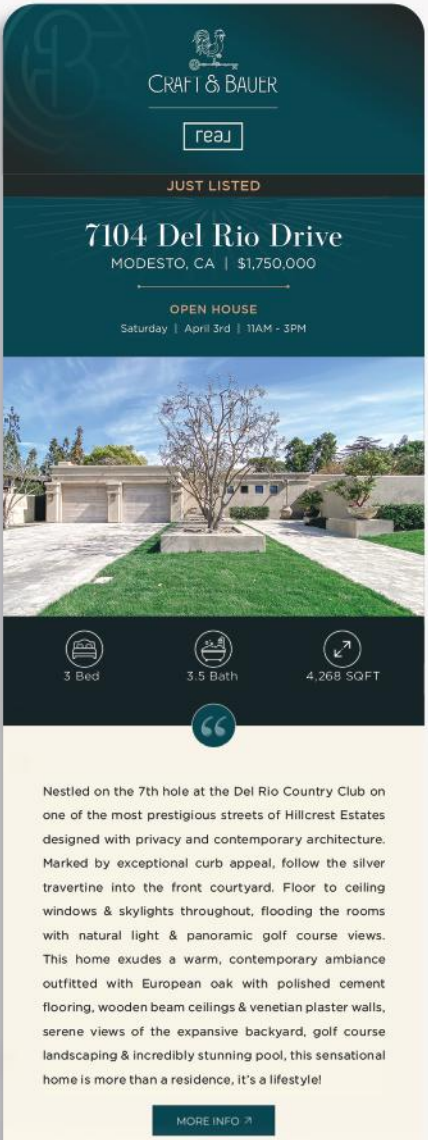 CRAFT & BAUER
real
JUST LISTED
7104 Del Rio Drive
MODESTO, CA | $1,750,000
OPEN HOUSE
Saturday | April 3rd | 11AM - 3PM
3 Bed
3.5 Bath
4,268 SQFT
Nestled on the 7th hole at the Del Rio Country Club on
one of the most prestigious streets of Hillcrest Estates
designed with privacy and contemporary architecture.
Marked by exceptional curb appeal, follow the silver
travertine into the front courtyard. Floor to ceiling
windows & skylights throughout, flooding the rooms
with natural light & panoramic golf course views.
This home exudes a warm, contemporary ambiance
outfitted with European oak with polished cement
flooring, wooden beam ceilings & venetian plaster walls,
serene views of the expansive backyard, golf course
landscaping & incredibly stunning pool, this sensational
home is more than a residence, it's a lifestyle!
MORE INFO ↗